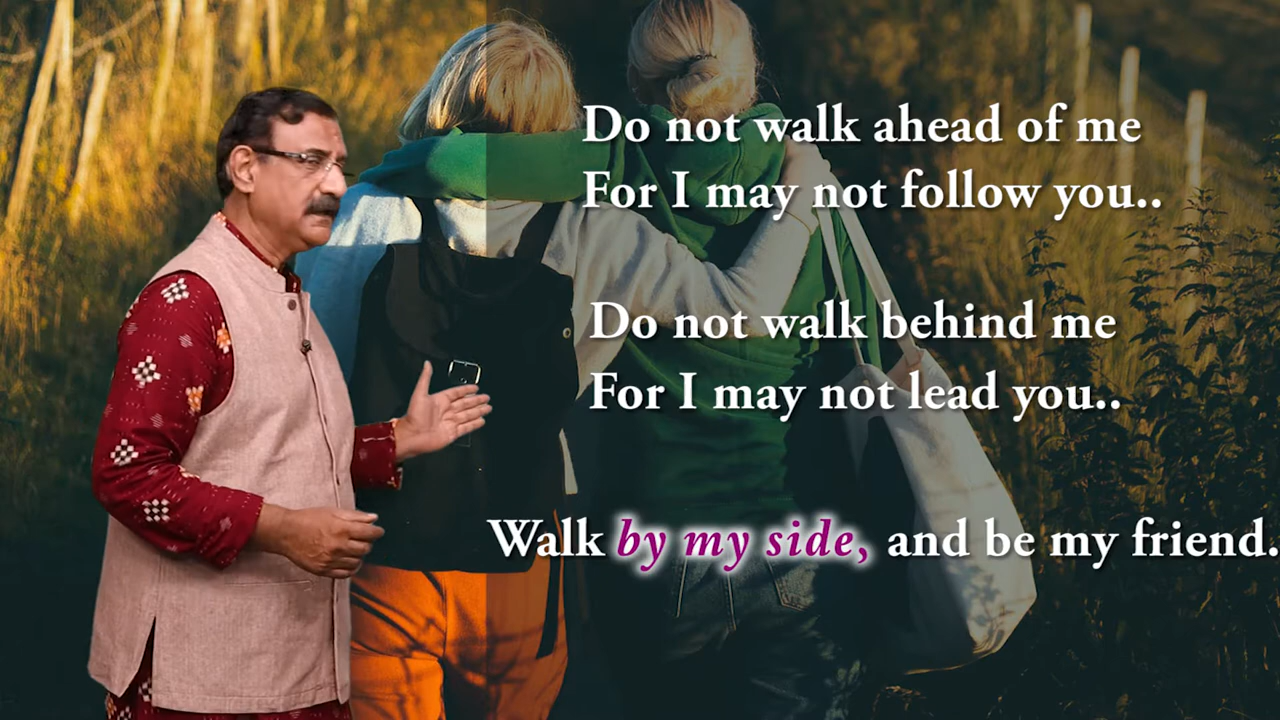 Do not walk ahead of me
For I may not follow you..
Do not walk behind me
For I may not lead you..
Walk by my side, and be my friend.